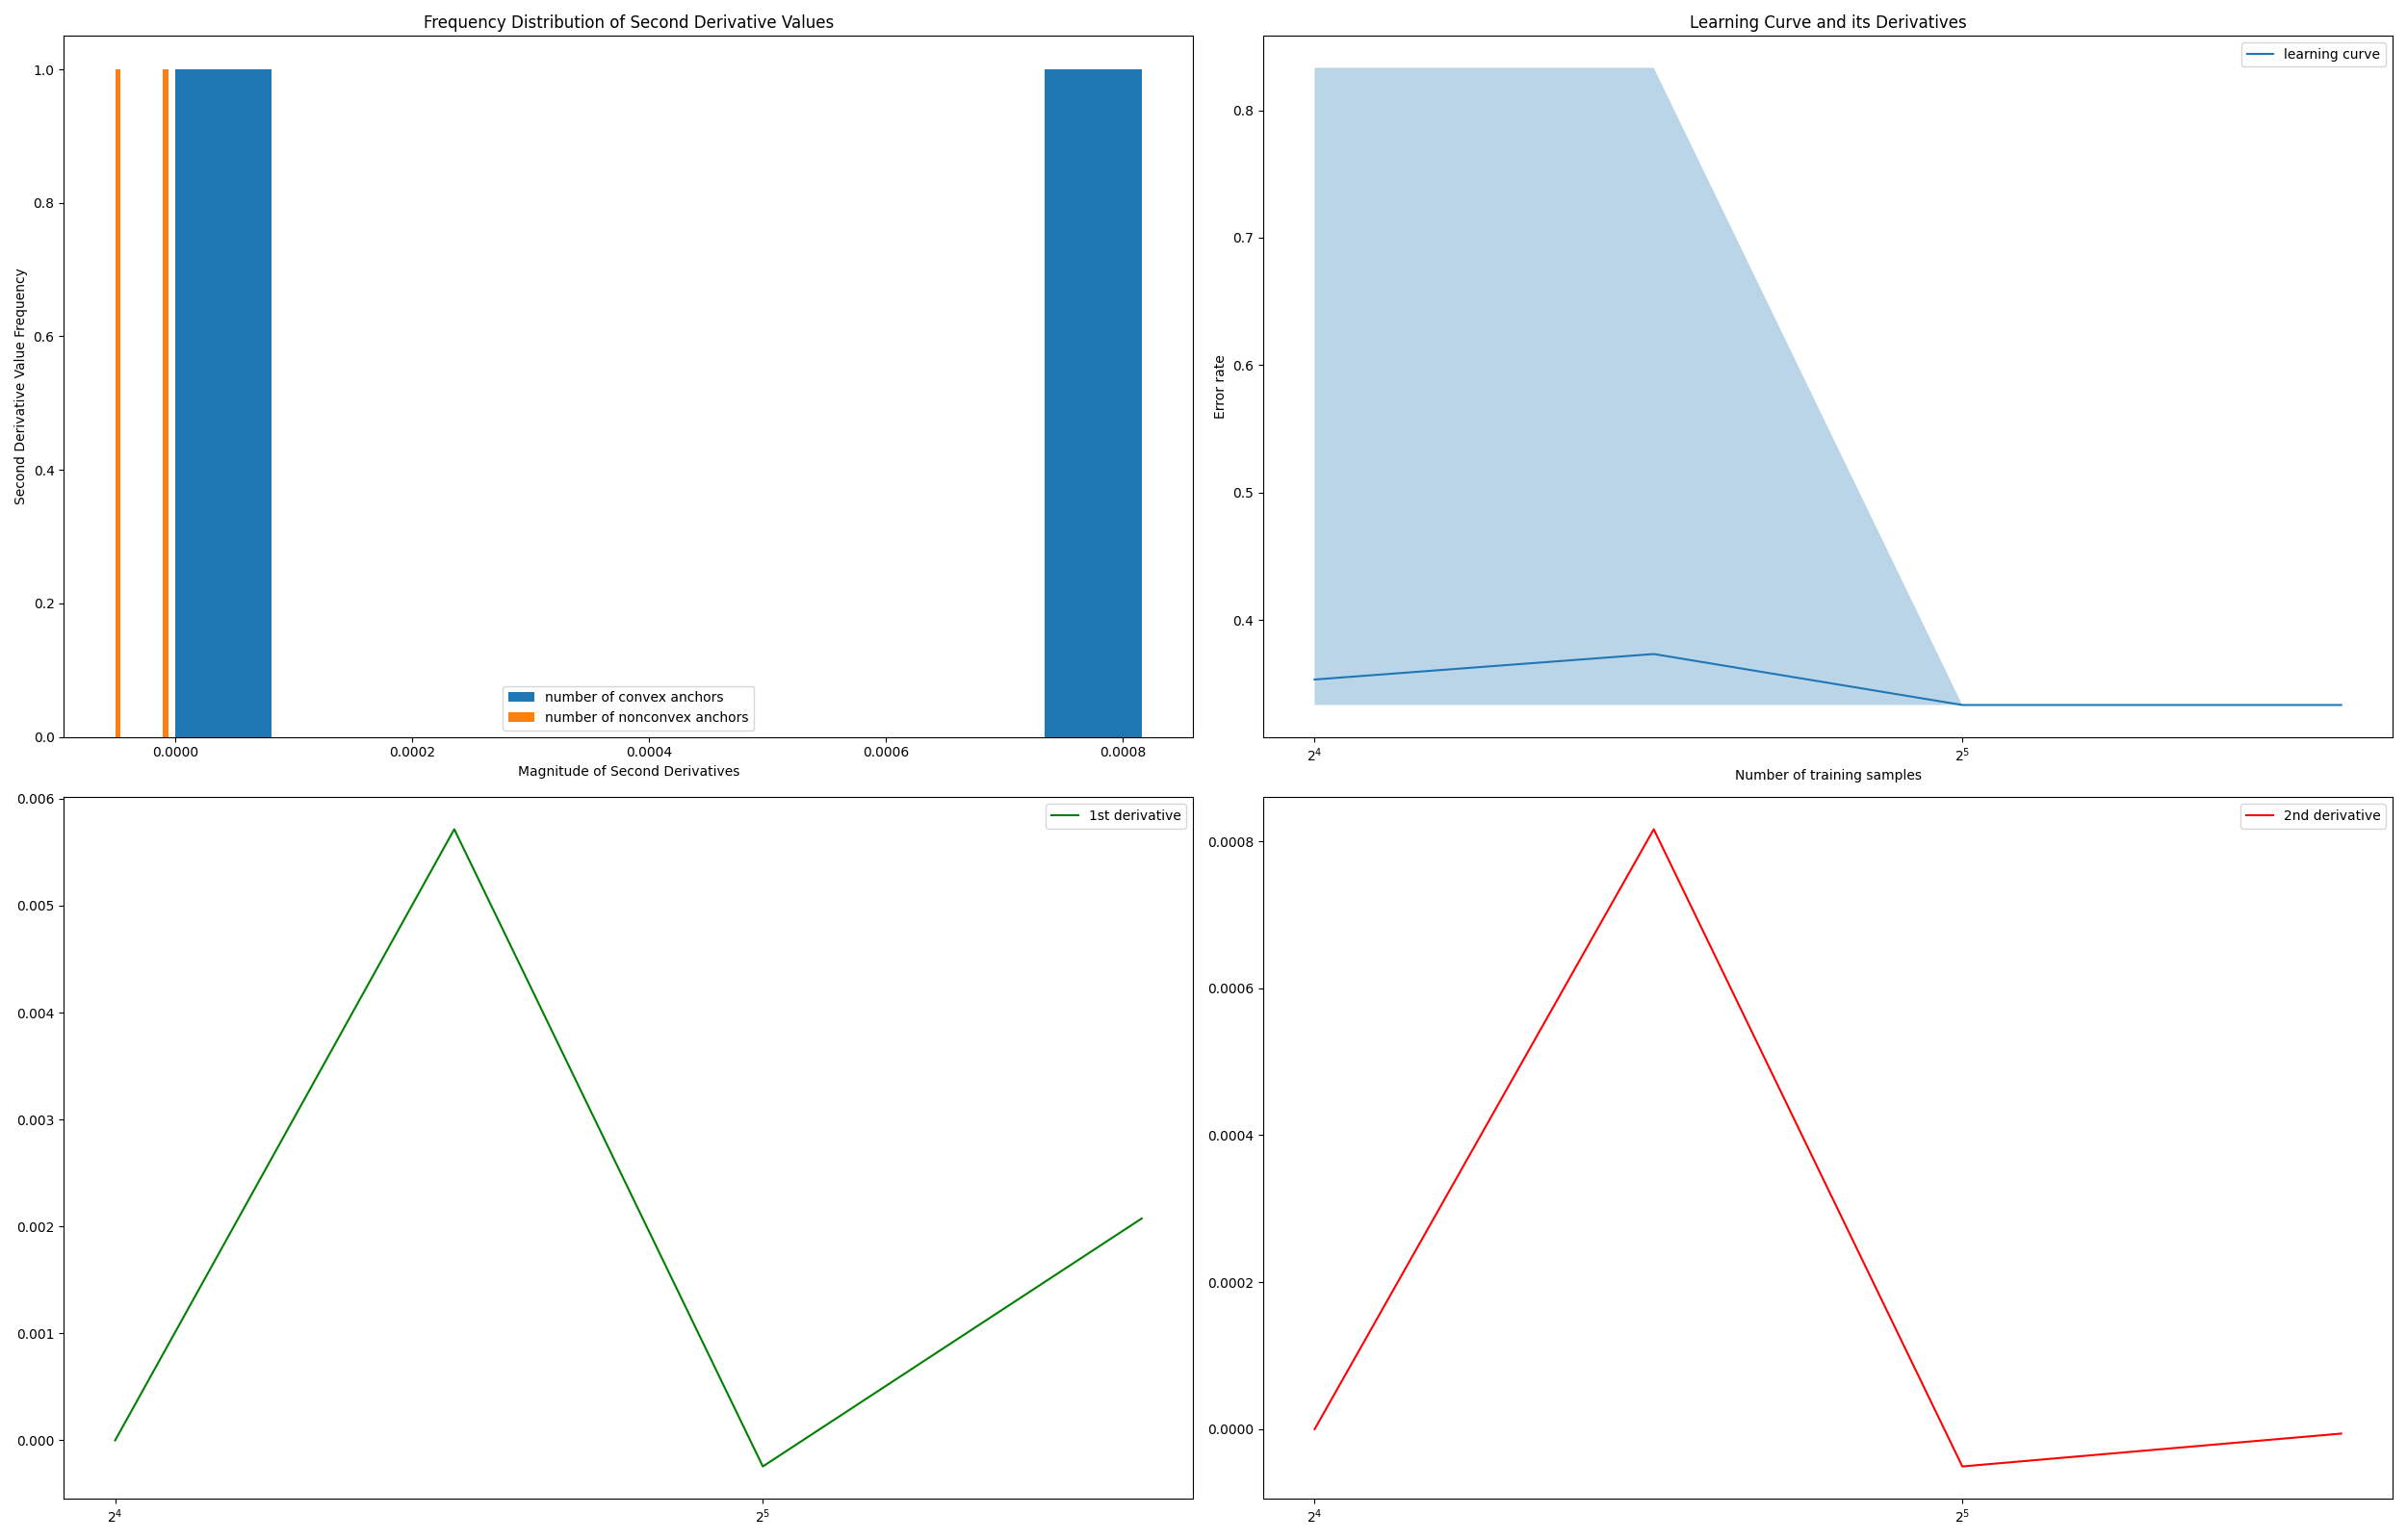 Frequency Distribution of Second Derivative Values
Second Derivative Value Frequency
1.0
0.8
0.6
0.4
0.2
0.0
number of convex anchors
number of nonconvex anchors
0.0000 0.0002 0.0004 0.0006 0.0008
Magnitude of Second Derivatives
Learning Curve and its Derivatives
learning curve
Error rate
0.8
0.7
0.6
0.5
0.4
2⁴ 2⁵
Number of training samples
1st derivative
0.006
0.005
0.004
0.003
0.002
0.001
0.000
2⁴ 2⁵
2nd derivative
0.0008
0.0006
0.0004
0.0002
0.0000
2⁴ 2⁵